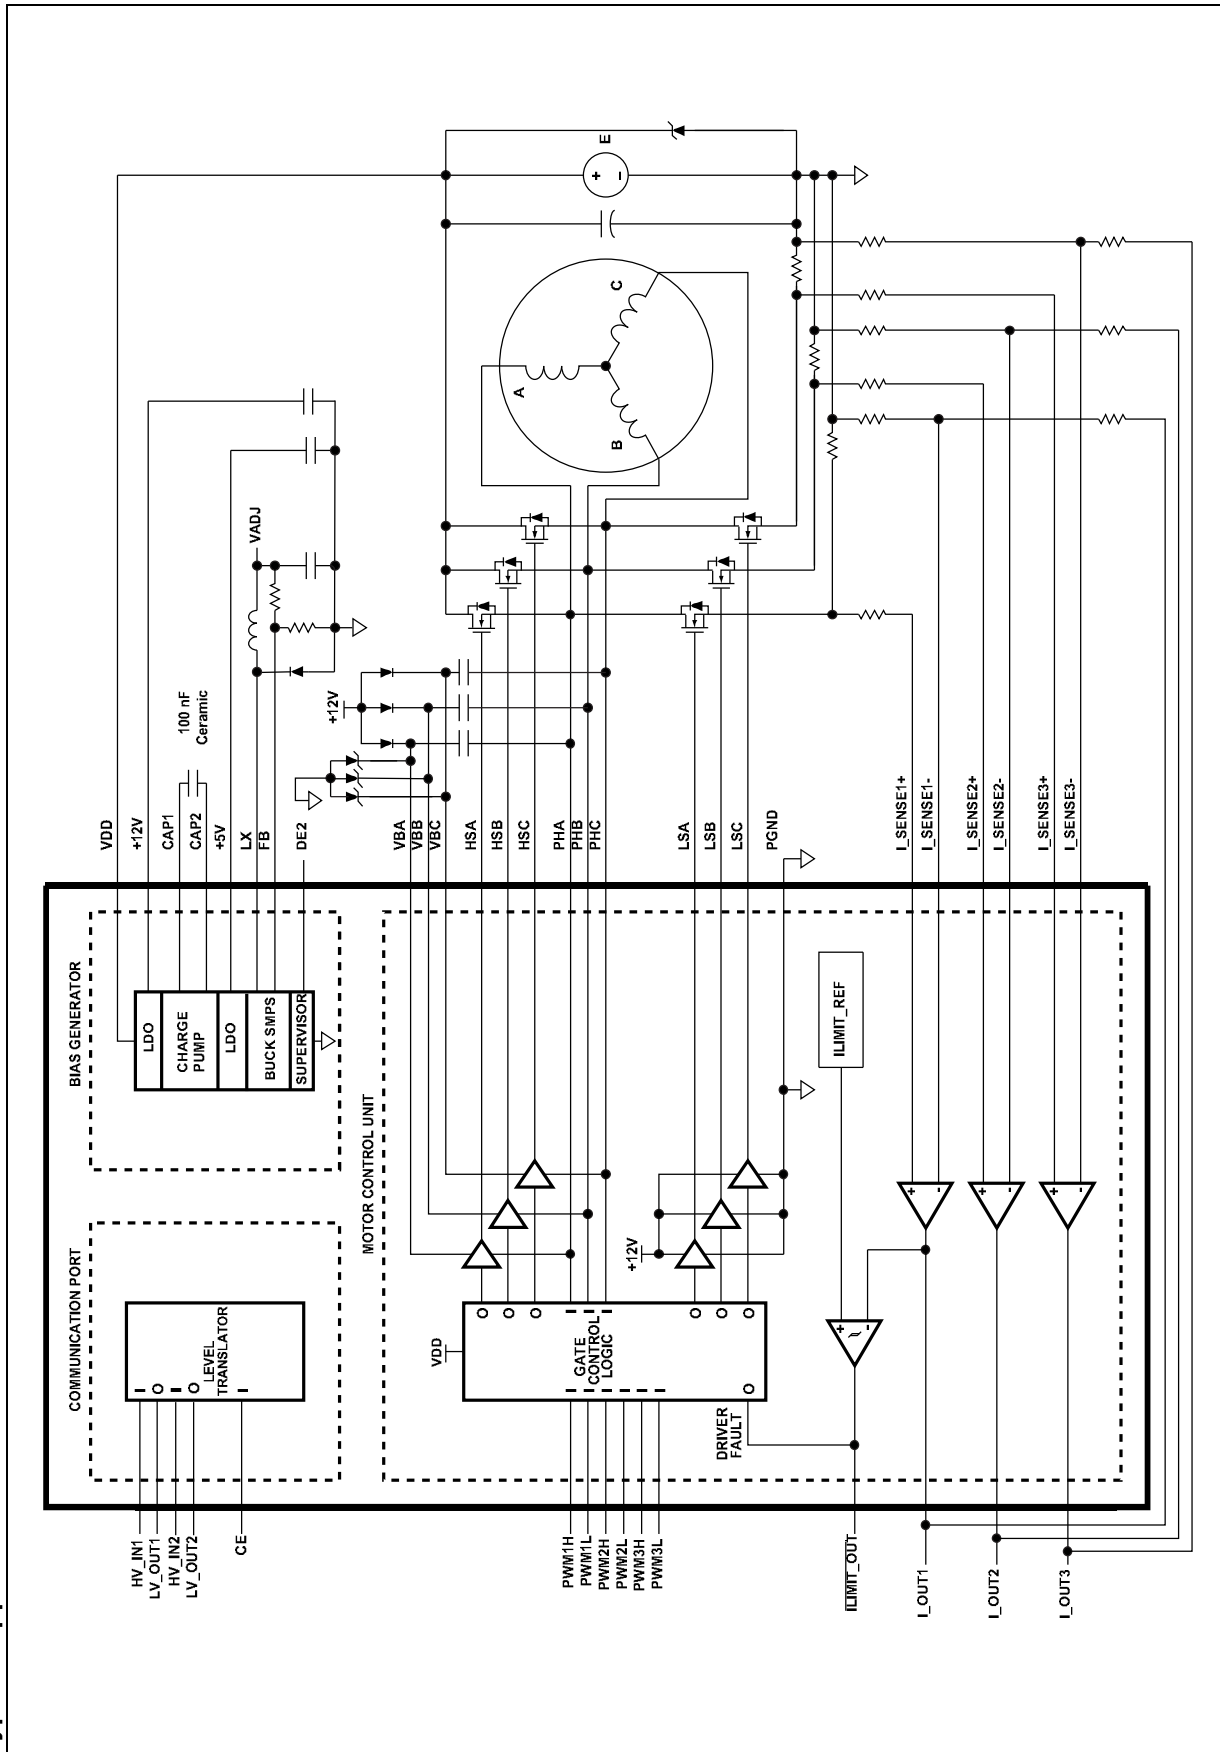 E
+
-
C
A
B
VADJ
+12V
100 nF
Ceramic
VDD
+12V
CAP1
CAP2
+5V
LX
FB
DE2
VBA
VBB
VBC
HSA
HSB
HSC
PHA
PHB
PHC
LSA
LSB
LSC
PGND
I_SENSE1+
I_SENSE1-
I_SENSE2+
I_SENSE2-
I_SENSE3+
I_SENSE3-
BIAS GENERATOR
LDO
CHARGE
PUMP
LDO
BUCK SMPS
SUPERVISOR
MOTOR CONTROL UNIT
ILIMIT_REF
+12V
+
-
+
-
+
-
+
-
COMMUNICATION PORT
LEVEL
TRANSLATOR
I
O
I
O
I
VDD
GATE
CONTROL
LOGIC
O
O
O
I
I
I
O
O
O
I
I
I
I
I
I
O
DRIVER
FAULT
HV_IN1
LV_OUT1
HV_IN2
LV_OUT2
CE
PWM1H
PWM1L
PWM2H
PWM2L
PWM3H
PWM3L
ILIMIT_OUT
I_OUT1
I_OUT2
I_OUT3